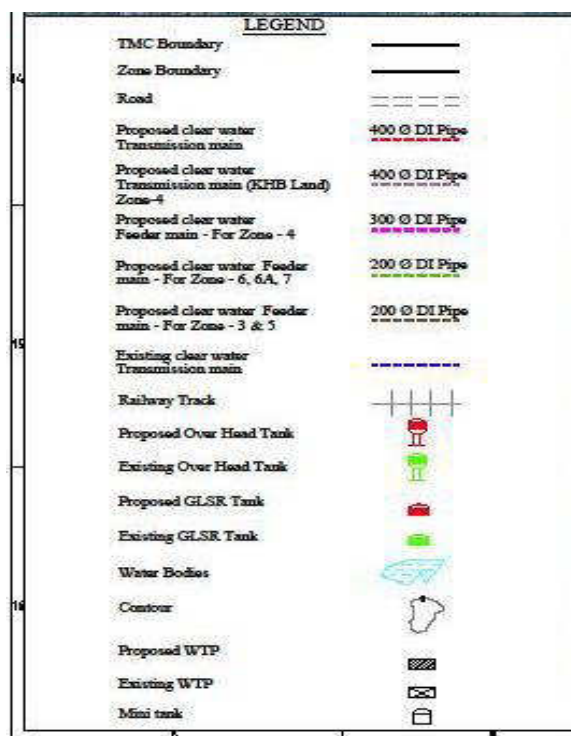 LEGEND
TMC Boundary
Zone Boundary
Road
Proposed clear water
Transmission main
400 Ø DI Pipe
Proposed clear water
Transmission main (KHB Land)
Zone-4
400 Ø DI Pipe
Proposed clear water
Feeder main - For Zone - 4
300 Ø DI Pipe
Proposed clear water Feeder
main - For Zone - 6, 6A, 7
200 Ø DI Pipe
Proposed clear water Feeder
main - For Zone - 3 & 5
200 Ø DI Pipe
Existing clear water
Transmission main
Railway Track
Proposed Over Head Tank
Existing Over Head Tank
Proposed GLSR Tank
Existing GLSR Tank
Water Bodies
Contour
Proposed WTP
Existing WTP
Mini tank
14
15
16